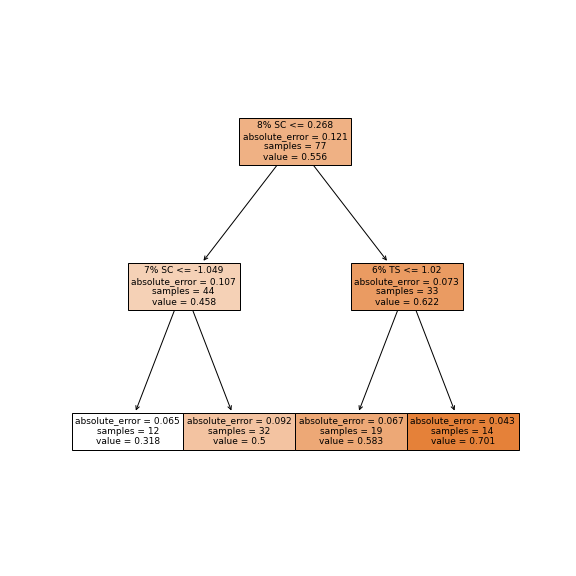 8% SC <= 0.268
absolute_error = 0.121
samples = 77
value = 0.556
7% SC <= -1.049
absolute_error = 0.107
samples = 44
value = 0.458
6% TS <= 1.02
absolute_error = 0.073
samples = 33
value = 0.622
absolute_error = 0.065
samples = 12
value = 0.318
absolute_error = 0.092
samples = 32
value = 0.5
absolute_error = 0.067
samples = 19
value = 0.583
absolute_error = 0.043
samples = 14
value = 0.701